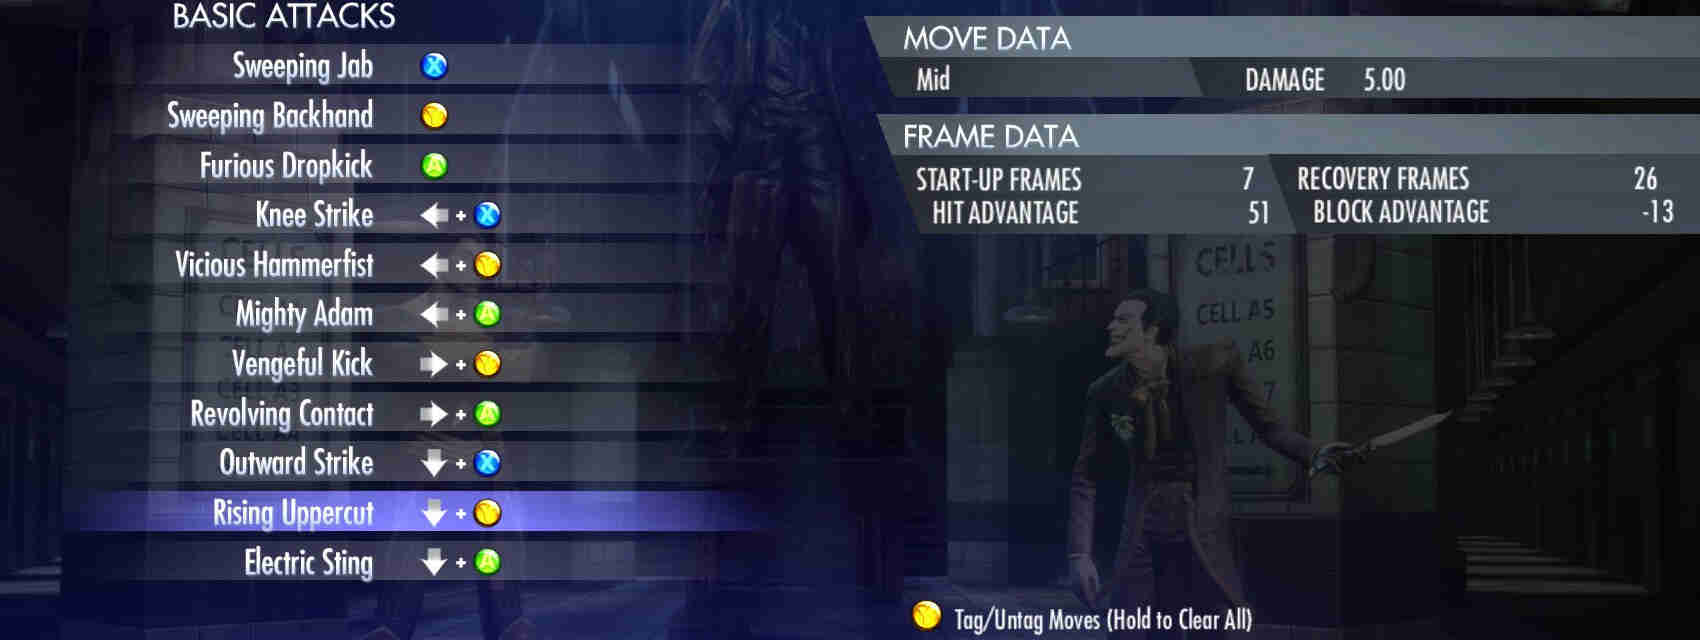 BASIC ATTACKS
Sweeping Jab X
Sweeping Backhand Y
Furious Dropkick A
Knee Strike + X
Vicious Hammerfist + Y
Mighty Adam + A
Vengeful Kick + Y
Revolving Contact + A
Outward Strike + X
Rising Uppercut + Y
Electric Sting + A
MOVE DATA
Mid DAMAGE 5.00
FRAME DATA
START-UP FRAMES 7 RECOVERY FRAMES 26
HIT ADVANTAGE 51 BLOCK ADVANTAGE -13
CELLS
CELL A5
A6
7
Y Tag/Untag Moves (Hold to Clear All)